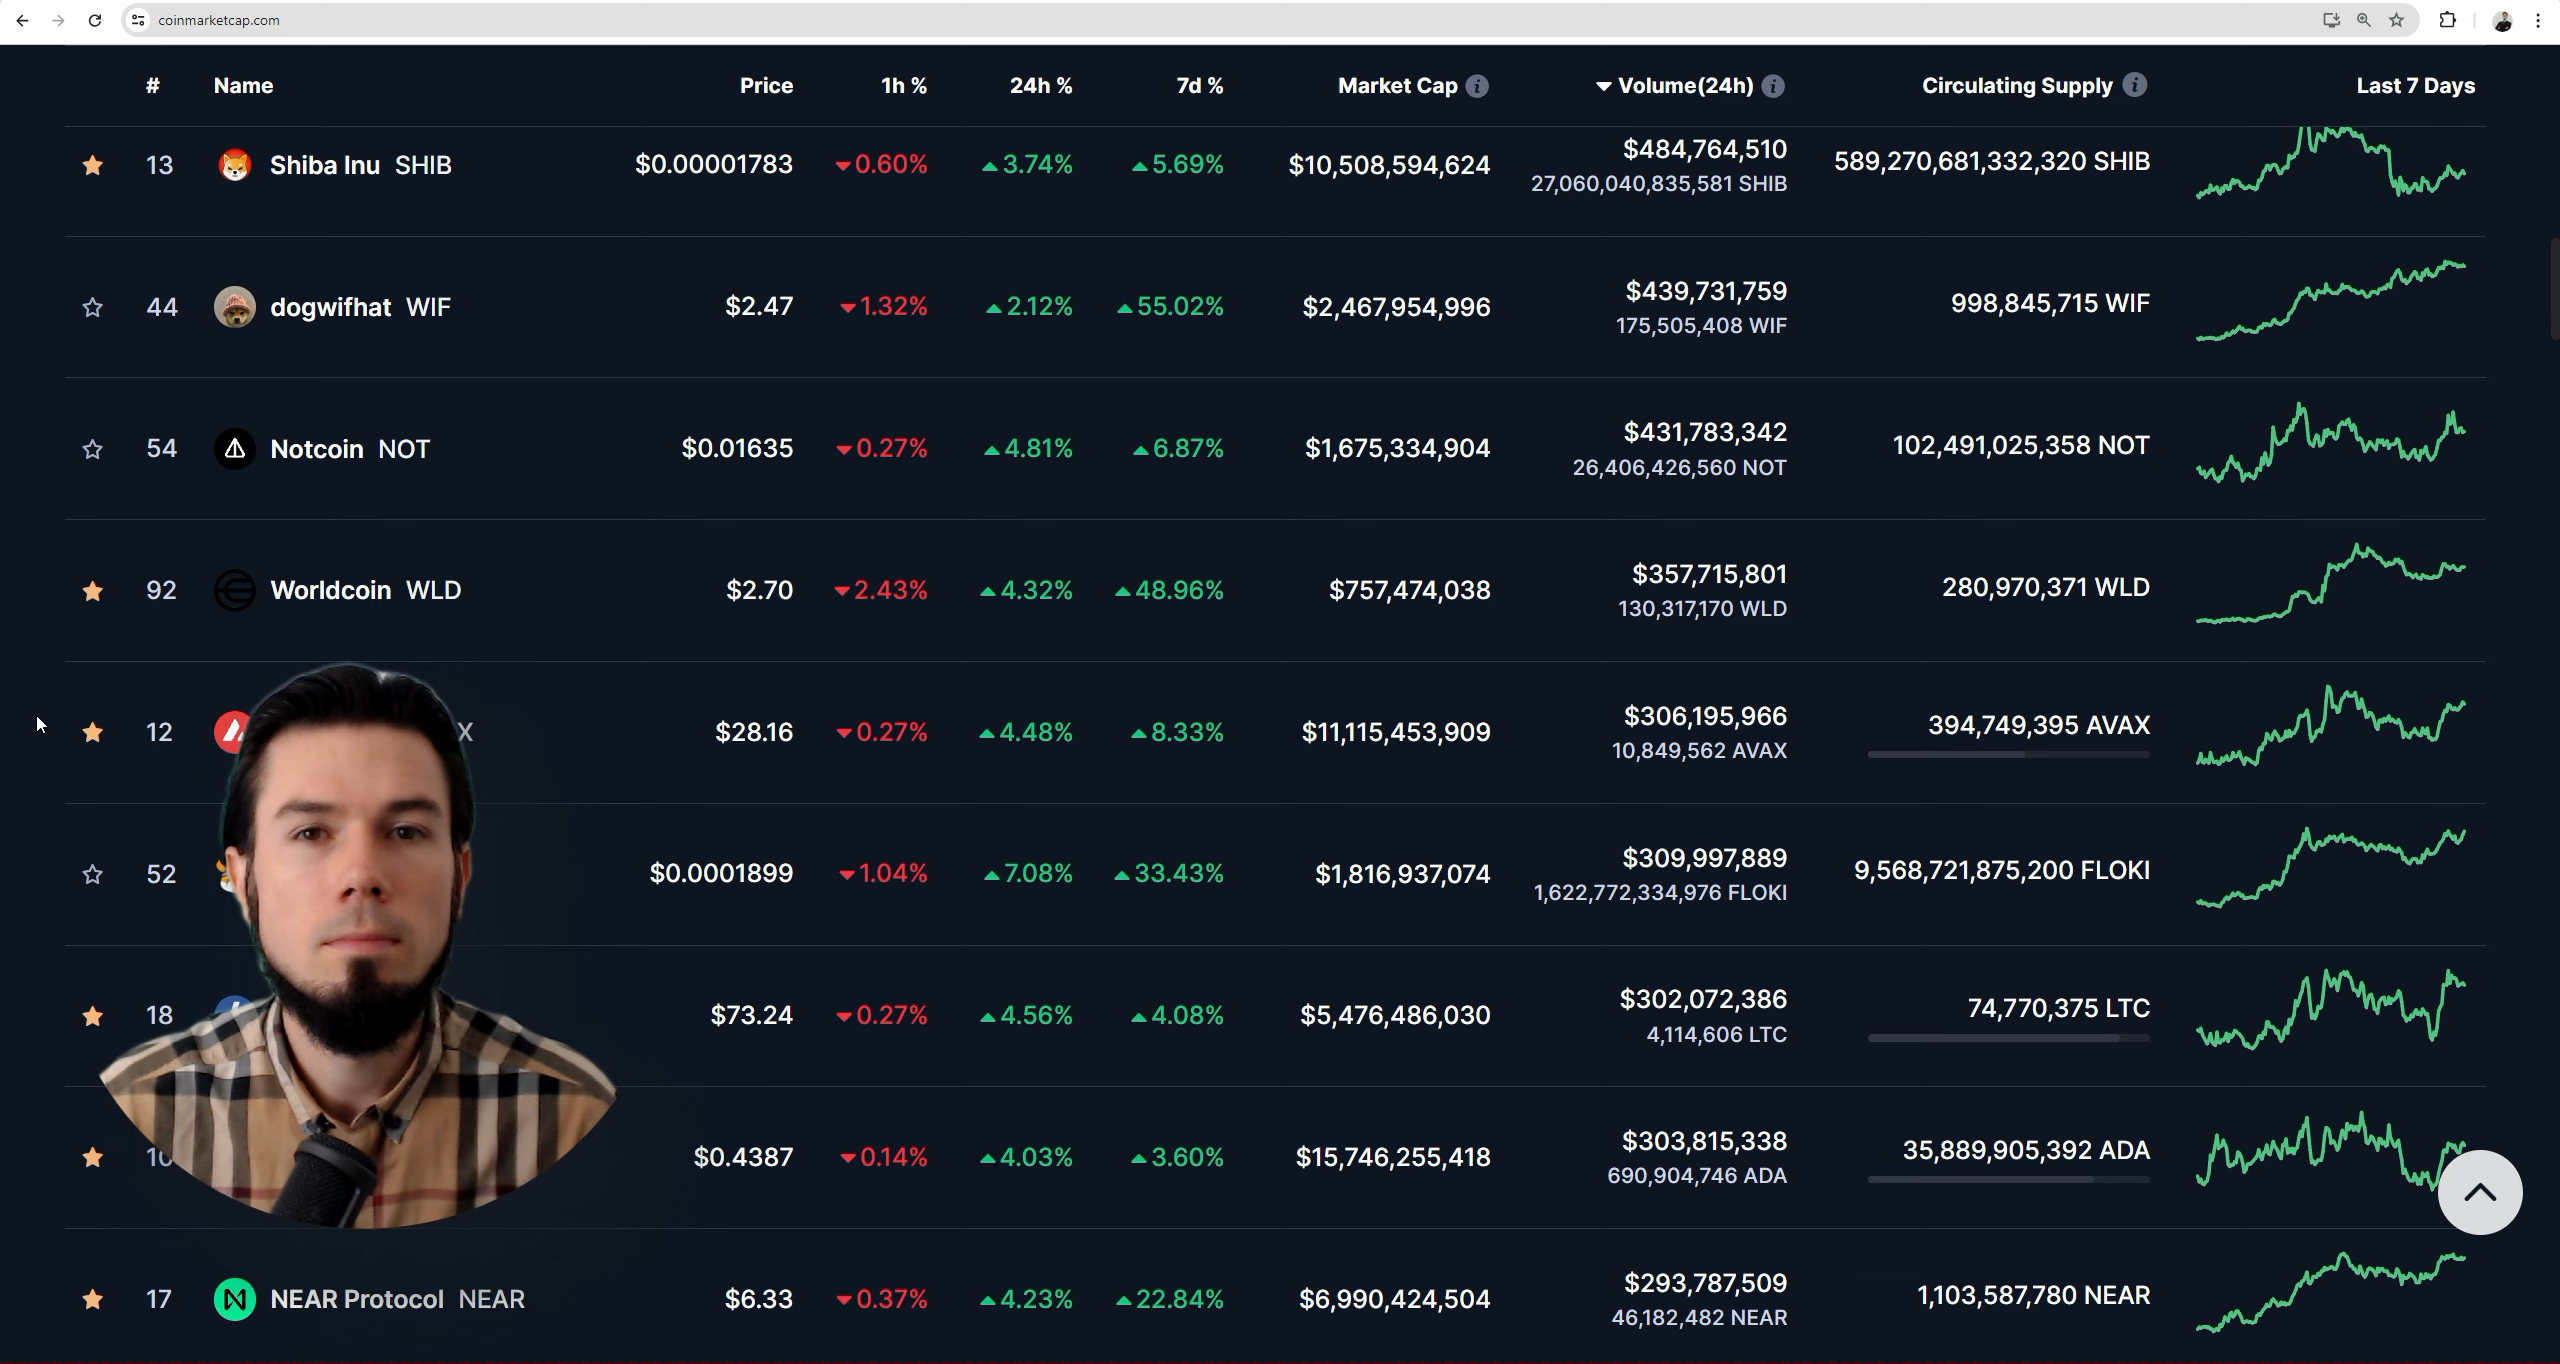 coinmarketcap.com
# Name Price 1h % 24h % 7d % Market Cap Volume(24h) Circulating Supply Last 7 Days
13 Shiba Inu SHIB $0.00001783 0.60% 3.74% 5.69% $10,508,594,624 $484,764,510 589,270,681,332,320 SHIB
27,060,040,835,581 SHIB
44 dogwifhat WIF $2.47 1.32% 2.12% 55.02% $2,467,954,996 $439,731,759 998,845,715 WIF
175,505,408 WIF
54 Notcoin NOT $0.01635 0.27% 4.81% 6.87% $1,675,334,904 $431,783,342 102,491,025,358 NOT
26,406,426,560 NOT
92 Worldcoin WLD $2.70 2.43% 4.32% 48.96% $757,474,038 $357,715,801 280,970,371 WLD
130,317,170 WLD
12 X $28.16 0.27% 4.48% 8.33% $11,115,453,909 $306,195,966 394,749,395 AVAX
10,849,562 AVAX
52 $0.0001899 1.04% 7.08% 33.43% $1,816,937,074 $309,997,889 9,568,721,875,200 FLOKI
1,622,772,334,976 FLOKI
18 $73.24 0.27% 4.56% 4.08% $5,476,486,030 $302,072,386 74,770,375 LTC
4,114,606 LTC
10 $0.4387 0.14% 4.03% 3.60% $15,746,255,418 $303,815,338 35,889,905,392 ADA
690,904,746 ADA
17 NEAR Protocol NEAR $6.33 0.37% 4.23% 22.84% $6,990,424,504 $293,787,509 1,103,587,780 NEAR
46,182,482 NEAR